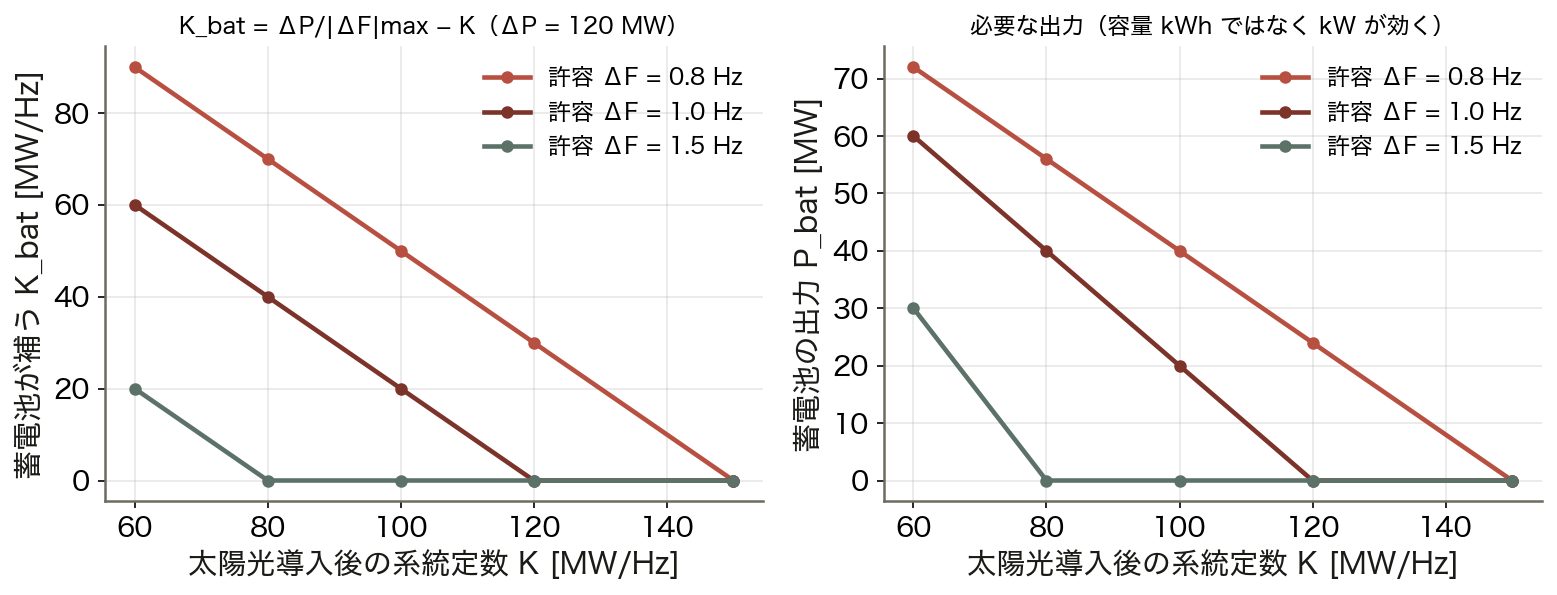 K_bat = ΔP/|ΔF|max − K（ΔP = 120 MW）
蓄電池が補う K_bat [MW/Hz]
80
60
40
20
0
許容 ΔF = 0.8 Hz
許容 ΔF = 1.0 Hz
許容 ΔF = 1.5 Hz
60 80 100 120 140
太陽光導入後の系統定数 K [MW/Hz]
必要な出力（容量 kWh ではなく kW が効く）
蓄電池の出力 P_bat [MW]
70
60
50
40
30
20
10
0
許容 ΔF = 0.8 Hz
許容 ΔF = 1.0 Hz
許容 ΔF = 1.5 Hz
60 80 100 120 140
太陽光導入後の系統定数 K [MW/Hz]